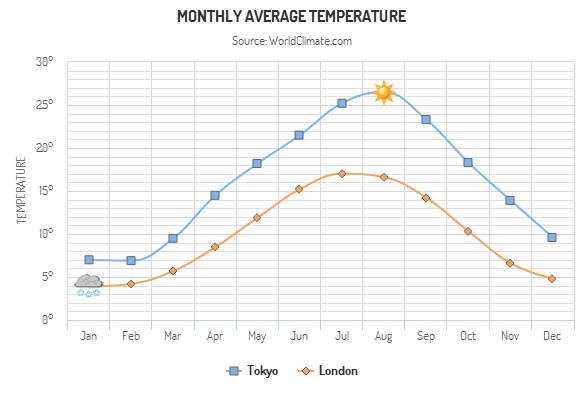 MONTHLY AVERAGE TEMPERATURE
Source: WorldClimate.com
TEMPERATURE
30°
25°
20°
15°
10°
5°
0°
Jan Feb Mar Apr May Jun Jul Aug Sep Oct Nov Dec
Tokyo London